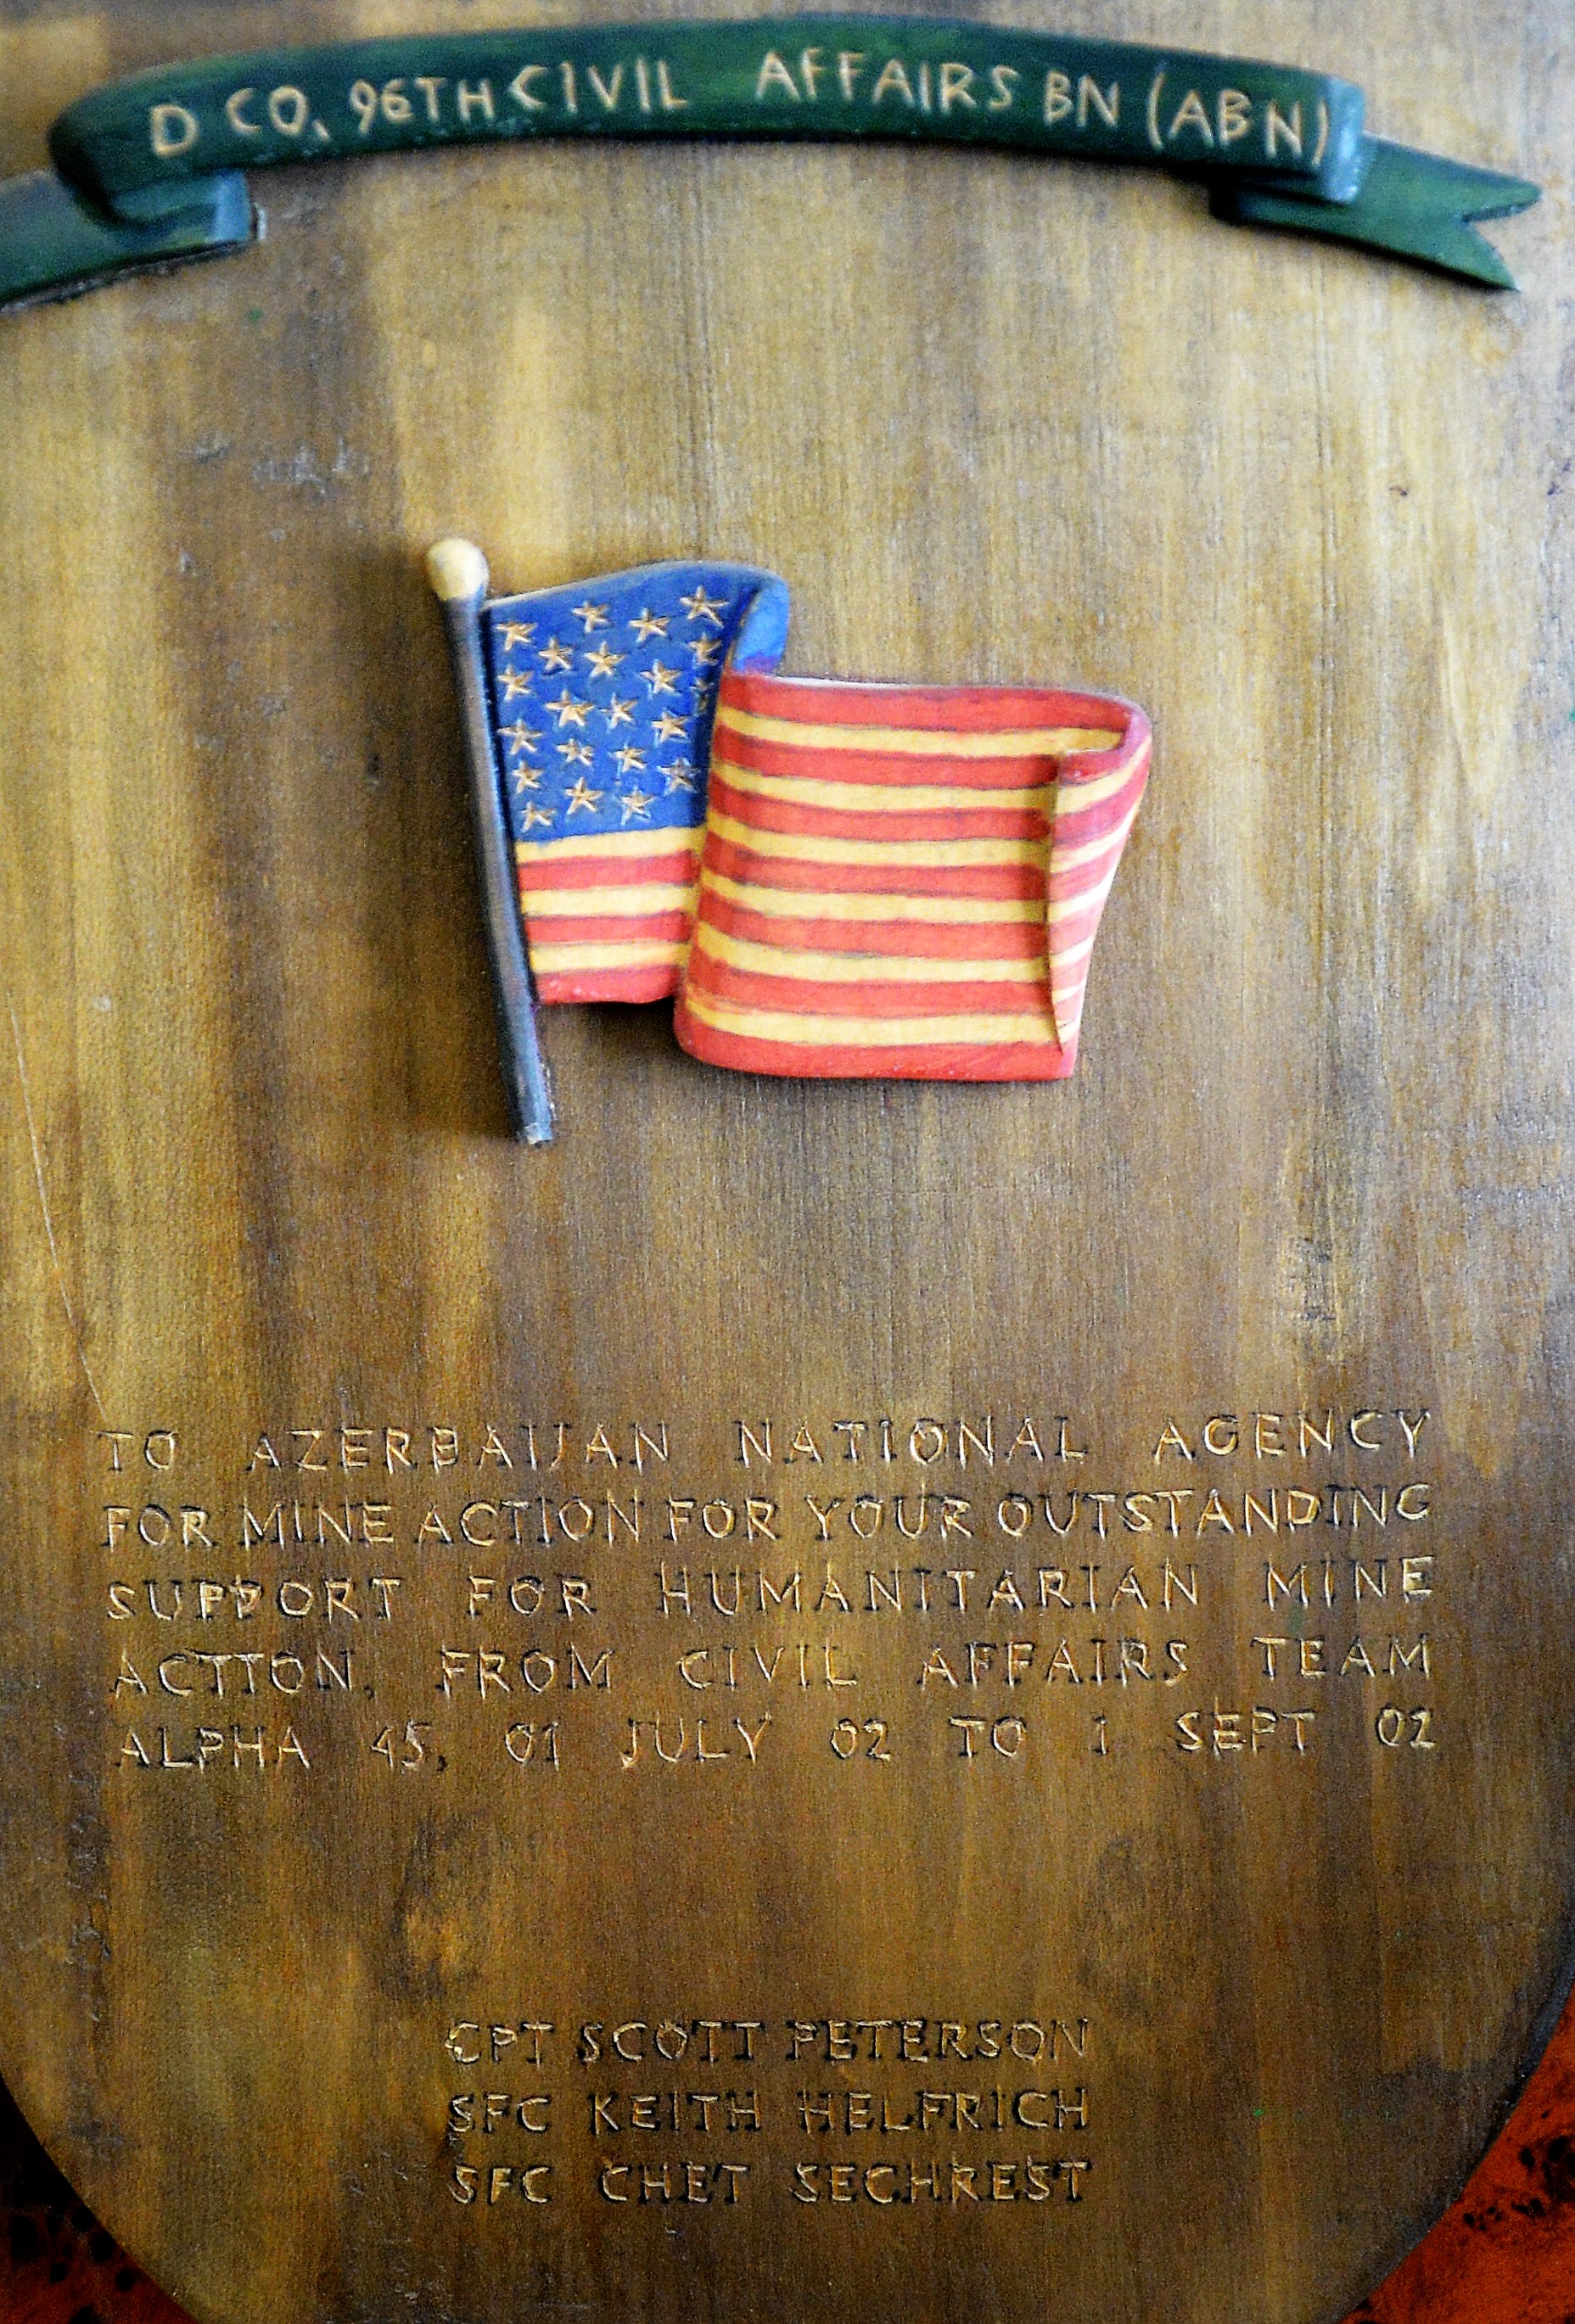 D CO, 96TH CIVIL AFFAIRS BN (ABN)
TO AZERBAIJAN NATIONAL AGENCY
FOR MINE ACTION FOR YOUR OUTSTANDING
SUPPORT FOR HUMANITARIAN MINE
ACTION, FROM CIVIL AFFAIRS TEAM
ALPHA 45, 01 JULY 02 TO 1 SEPT 02
CPT SCOTT PETERSON
SFC KEITH HELFRICH
SFC CHET SECHREST